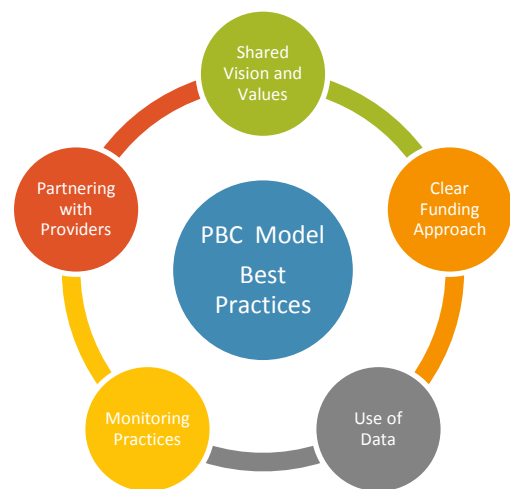 Shared
Vision and
Values
Partnering
with
Providers
Clear
Funding
Approach
PBC Model
Best
Practices
Monitoring
Practices
Use of
Data